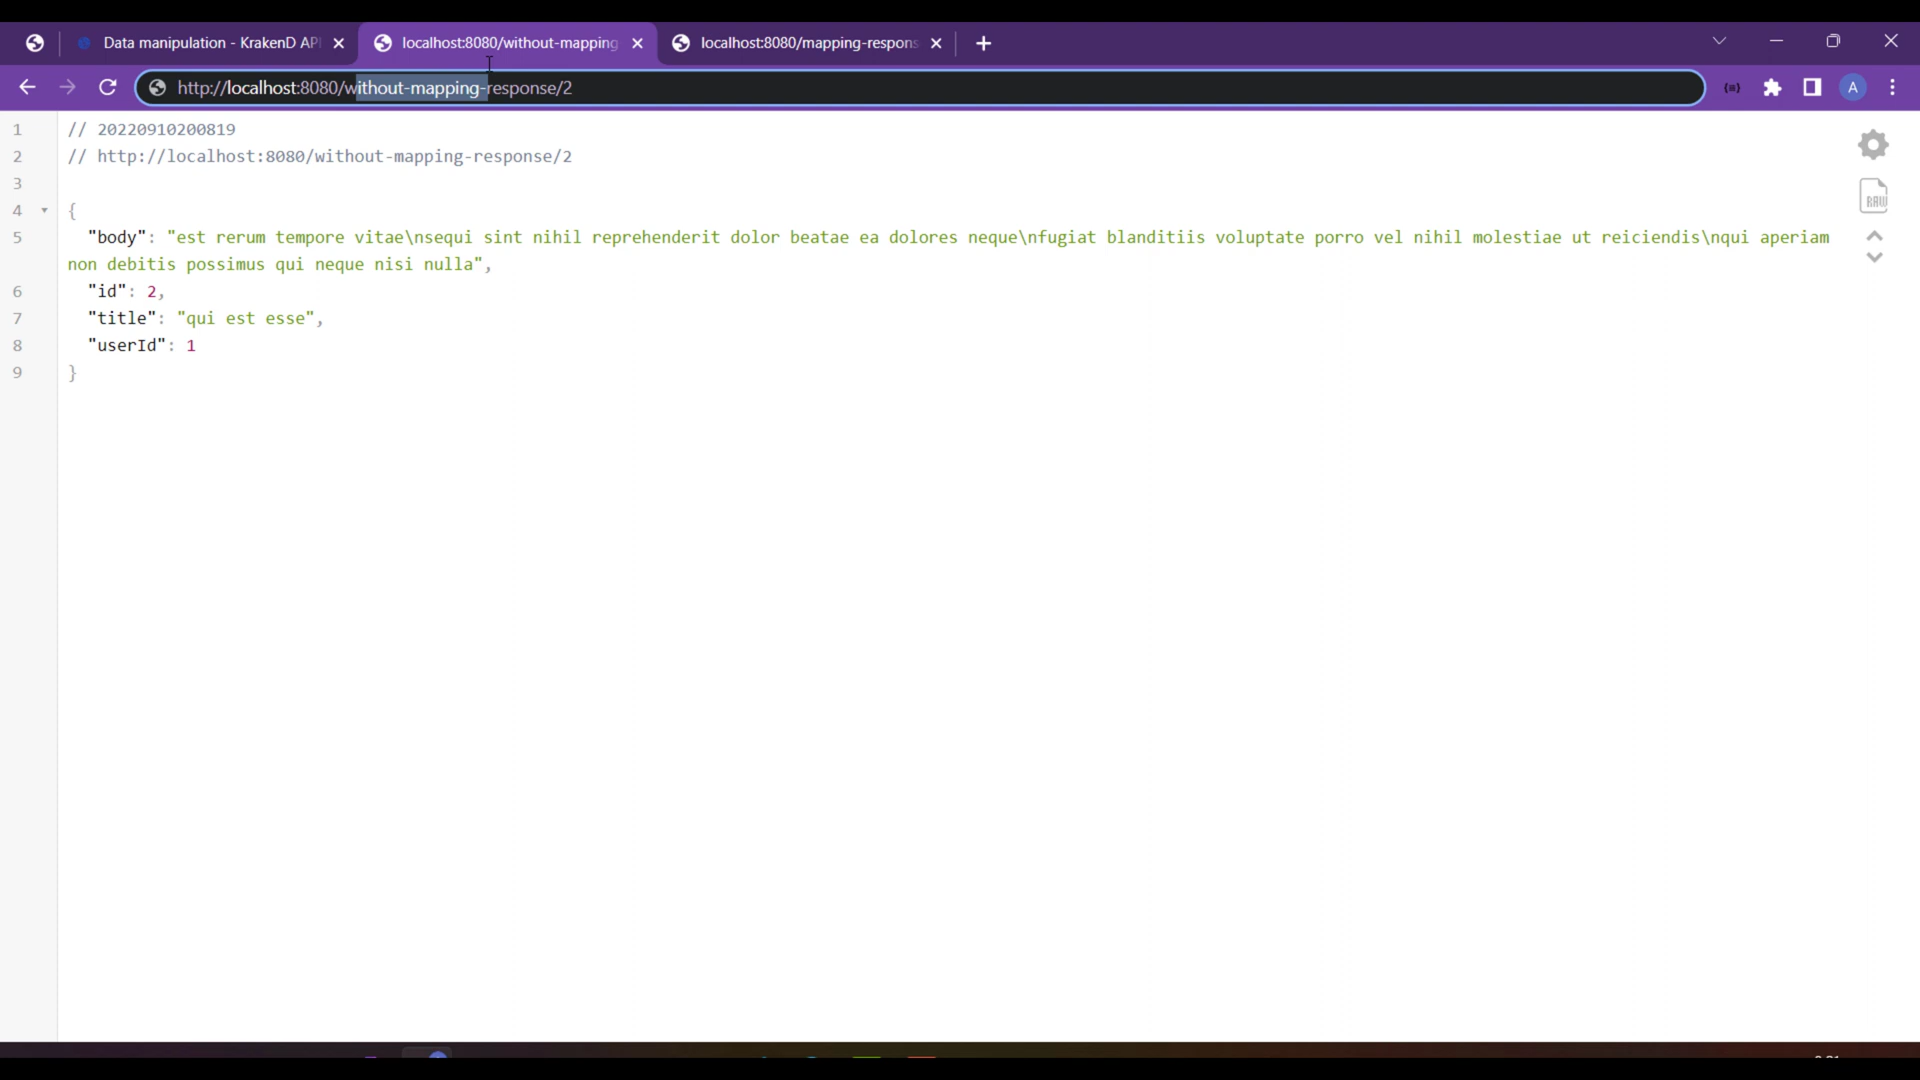 Data manipulation - KrakenD AP
localhost:8080/without-mapping
localhost:8080/mapping-respons
http://localhost:8080/without-mapping-response/2
A
1 // 20220910200819
2 // http://localhost:8080/without-mapping-response/2
3
4 {
5 "body": "est rerum tempore vitae\nsequi sint nihil reprehenderit dolor beatae ea dolores neque\nfugiat blanditiis voluptate porro vel nihil molestiae ut reiciendis\nqui aperiam
non debitis possimus qui neque nisi nulla",
6 "id": 2,
7 "title": "qui est esse",
8 "userId": 1
9 }
RAW